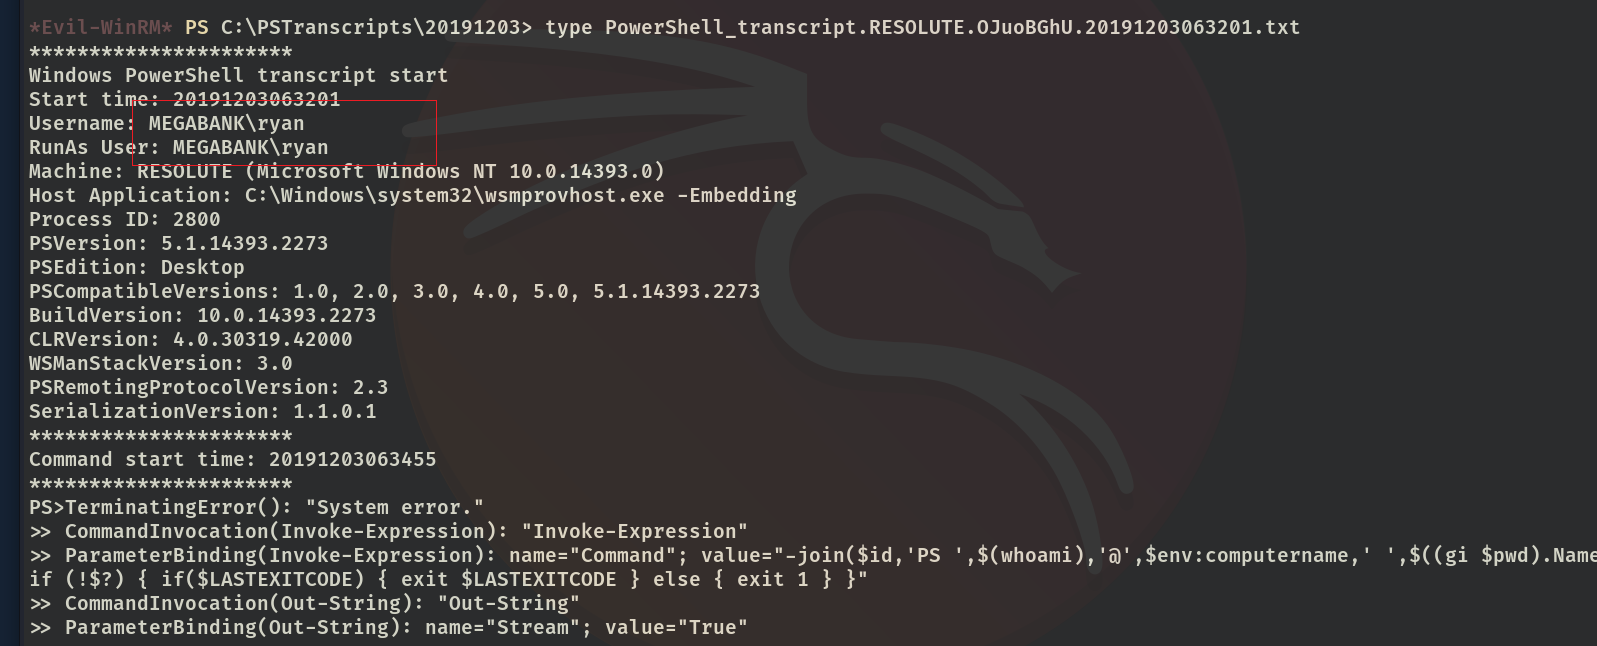 *Evil-WinRM* PS C:\PSTranscripts\20191203> type PowerShell_transcript.RESOLUTE.OJuoBGhU.20191203063201.txt
**********************
Windows PowerShell transcript start
Start time: 20191203063201
Username: MEGABANK\ryan
RunAs User: MEGABANK\ryan
Machine: RESOLUTE (Microsoft Windows NT 10.0.14393.0)
Host Application: C:\Windows\system32\wsmprovhost.exe -Embedding
Process ID: 2800
PSVersion: 5.1.14393.2273
PSEdition: Desktop
PSCompatibleVersions: 1.0, 2.0, 3.0, 4.0, 5.0, 5.1.14393.2273
BuildVersion: 10.0.14393.2273
CLRVersion: 4.0.30319.42000
WSManStackVersion: 3.0
PSRemotingProtocolVersion: 2.3
SerializationVersion: 1.1.0.1
**********************
Command start time: 20191203063455
**********************
PS>TerminatingError(): "System error."
>> CommandInvocation(Invoke-Expression): "Invoke-Expression"
>> ParameterBinding(Invoke-Expression): name="Command"; value="-join($id,'PS ',$(whoami),'@',$env:computername,' ',$((gi $pwd).Name
if (!$?) { if($LASTEXITCODE) { exit $LASTEXITCODE } else { exit 1 } }"
>> CommandInvocation(Out-String): "Out-String"
>> ParameterBinding(Out-String): name="Stream"; value="True"